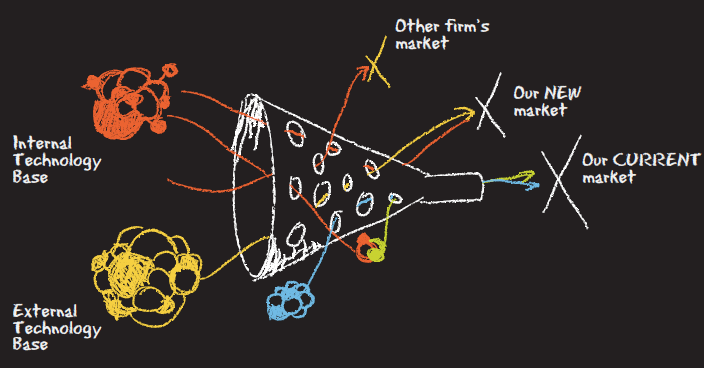 Other firm's
market
Our NEW
market
Our CURRENT
market
Internal
Technology
Base
External
Technology
Base